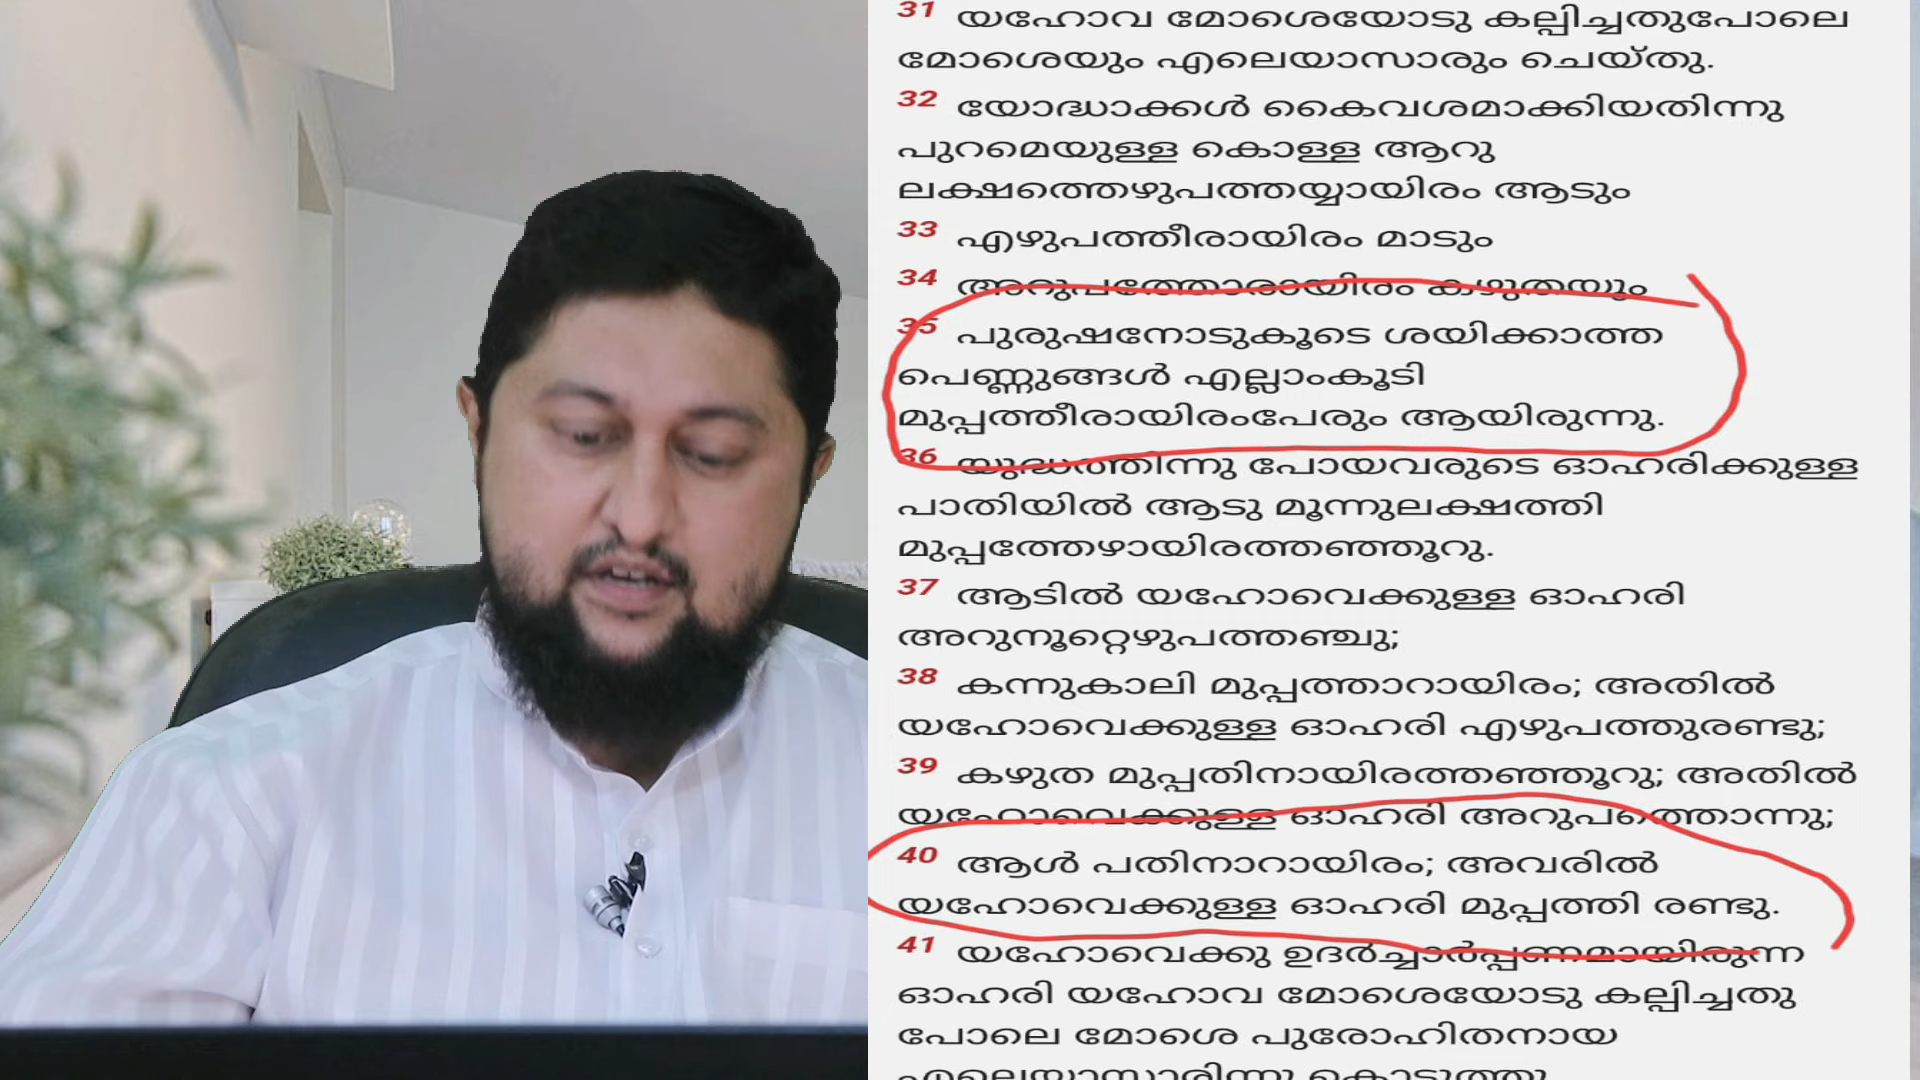 31 യഹോവ മോശെയോടു കല്പിച്ചതുപോലെ
മോശെയും എലെയാസാരും ചെയ്തു.
32 യോദ്ധാക്കൾ കൈവശമാക്കിയതിന്നു
പുറമെയുള്ള കൊള്ള ആറു
ലക്ഷത്തെഴുപത്തയ്യായിരം ആടും
33 എഴുപത്തീരായിരം മാടും
34 അറുപത്തോരായിരം കഴുതയും
35 പുരുഷനോടുകൂടെ ശയിക്കാത്ത
പെണ്ണുങ്ങൾ എല്ലാംകൂടി
മുപ്പത്തീരായിരംപേരും ആയിരുന്നു.
36 യുദ്ധത്തിന്നു പോയവരുടെ ഓഹരിക്കുള്ള
പാതിയിൽ ആടു മൂന്നുലക്ഷത്തി
മുപ്പത്തേഴായിരത്തഞ്ഞൂറു.
37 ആടിൽ യഹോവെക്കുള്ള ഓഹരി
അറുനൂറ്റെഴുപത്തഞ്ചു;
38 കന്നുകാലി മുപ്പത്താറായിരം; അതിൽ
യഹോവെക്കുള്ള ഓഹരി എഴുപത്തുരണ്ടു;
39 കഴുത മുപ്പതിനായിരത്തഞ്ഞൂറു; അതിൽ
യഹോവെക്കുള്ള ഓഹരി അറുപത്തൊന്നു;
40 ആൾ പതിനാറായിരം; അവരിൽ
യഹോവെക്കുള്ള ഓഹരി മുപ്പത്തി രണ്ടു.
41 യഹോവെക്കു ഉദർച്ചാർപ്പണമായിരുന്ന
ഓഹരി യഹോവ മോശെയോടു കല്പിച്ചതു
പോലെ മോശെ പുരോഹിതനായ
എലെയാസാരിന്നു കൊടുത്തു